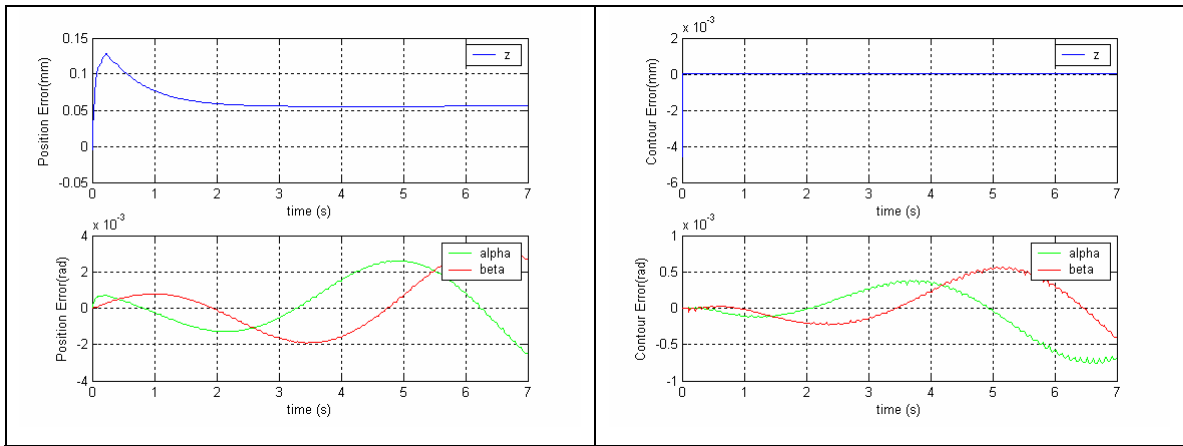 0.15
0.1
0.05
0
-0.05
Position Error(mm)
z
0 1 2 3 4 5 6 7
time (s)
x 10⁻³
4
2
0
-2
-4
Position Error(rad)
alpha
beta
0 1 2 3 4 5 6 7
time (s)
x 10⁻³
2
0
-2
-4
-6
Contour Error(mm)
z
0 1 2 3 4 5 6 7
time (s)
x 10⁻³
1
0.5
0
-0.5
-1
Contour Error(rad)
alpha
beta
0 1 2 3 4 5 6 7
time (s)